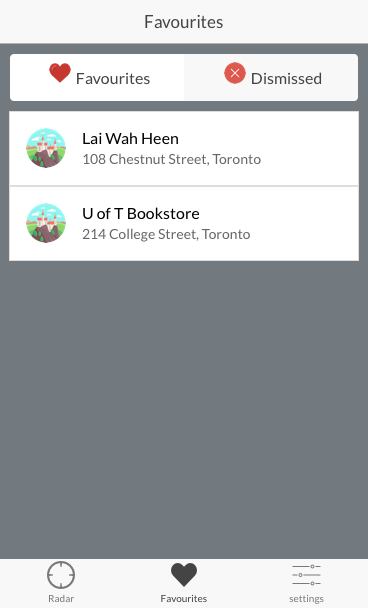 Favourites
Favourites
Dismissed
Lai Wah Heen
108 Chestnut Street, Toronto
U of T Bookstore
214 College Street, Toronto
Radar
Favourites
settings